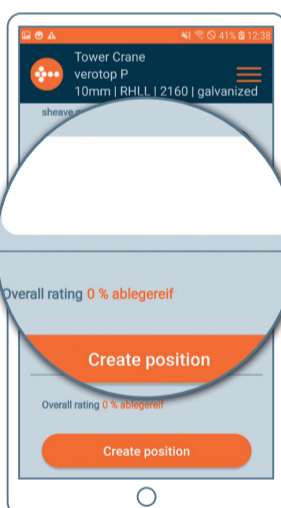 41% 12:38
Tower Crane
verotop P
10mm | RHLL | 2160 | galvanized
sheave
Overall rating 0 % ablegereif
Create position
Overall rating 0 % ablegereif
Create position